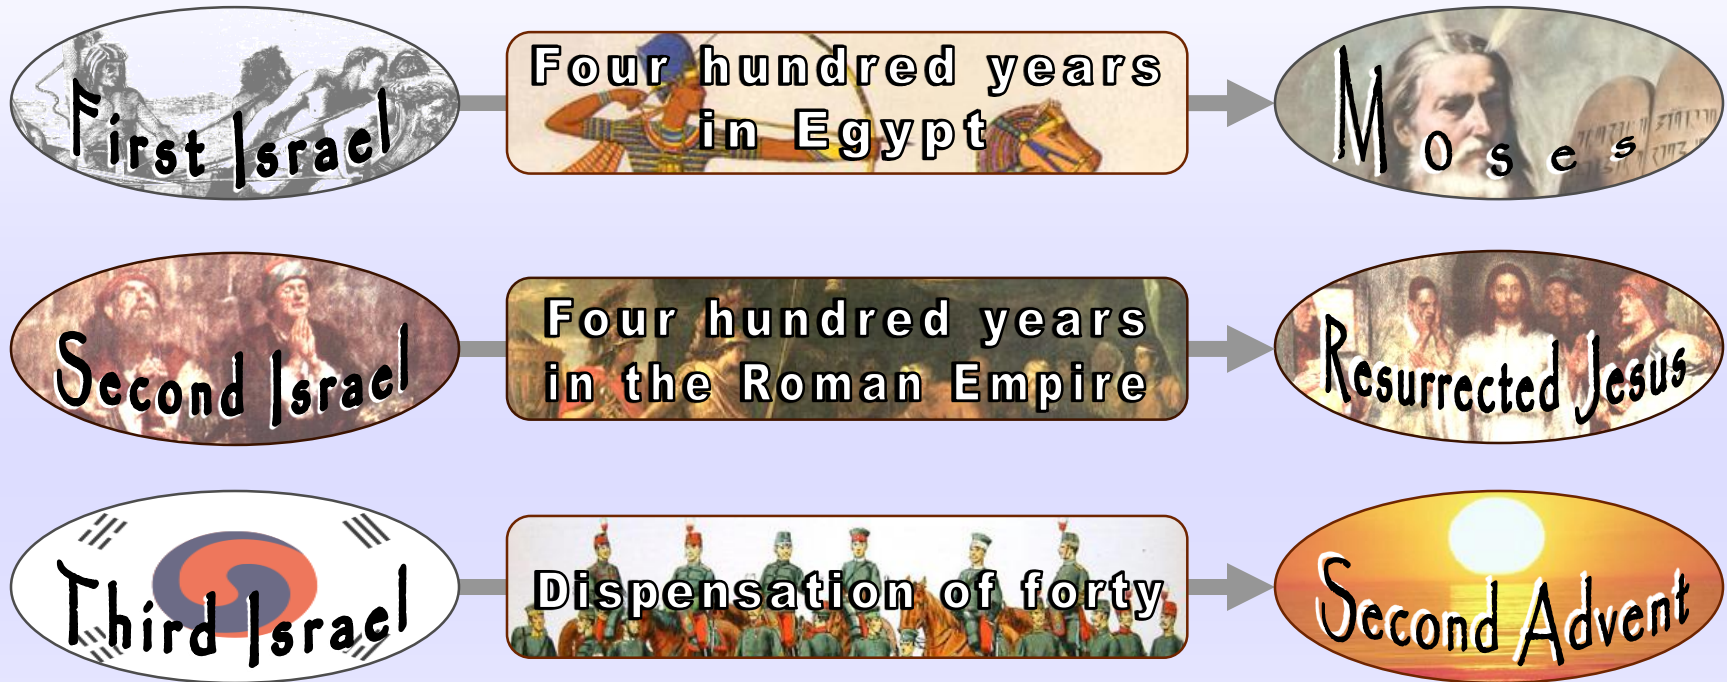 First Israel
Four hundred years
in Egypt
Moses
Second Israel
Four hundred years
in the Roman Empire
Resurrected Jesus
Third Israel
Dispensation of forty
Second Advent